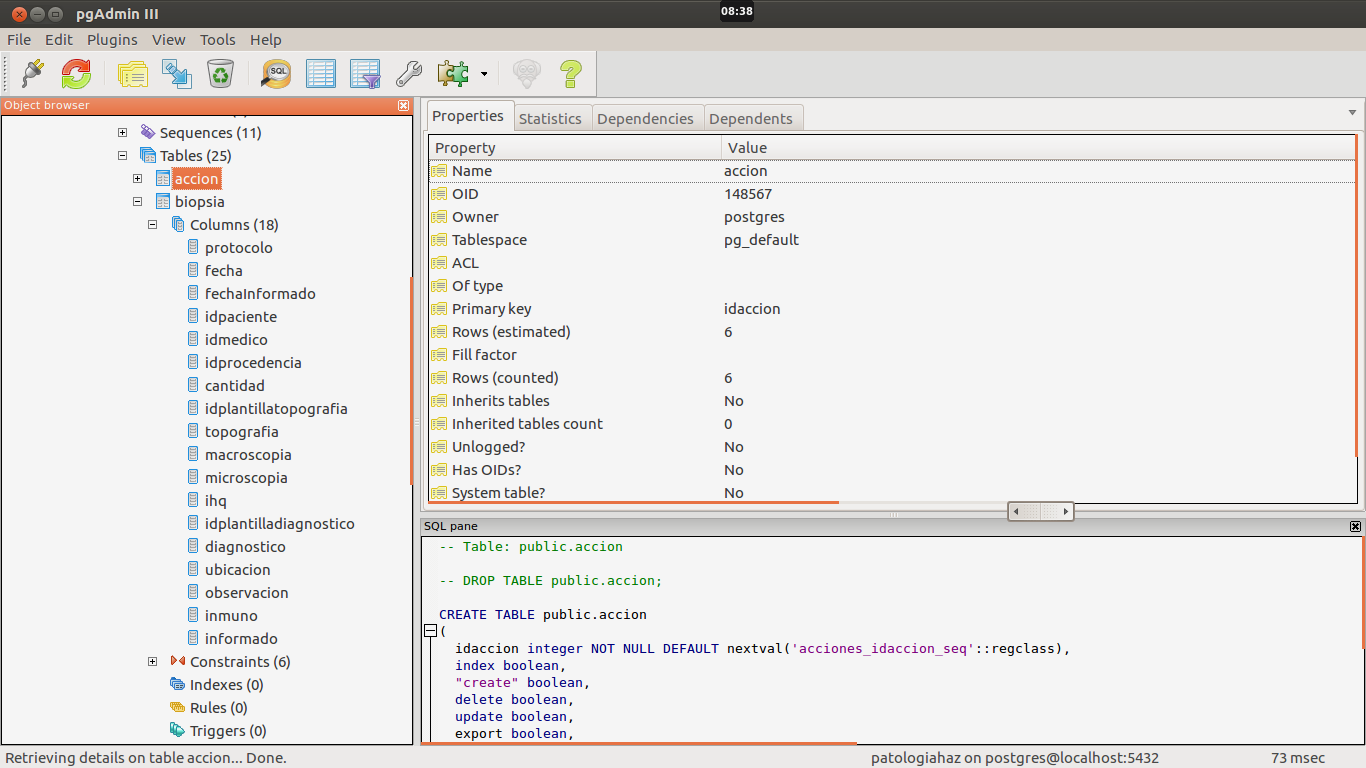 pgAdmin III
08:38
File Edit Plugins View Tools Help
SQL
Object browser
Sequences (11)
Tables (25)
accion
biopsia
Columns (18)
protocolo
fecha
fechaInformado
idpaciente
idmedico
idprocedencia
cantidad
idplantillatopografia
topografia
macroscopia
microscopia
ihq
idplantilladiagnostico
diagnostico
ubicacion
observacion
inmuno
informado
Constraints (6)
Indexes (0)
Rules (0)
Triggers (0)
Properties Statistics Dependencies Dependents
Property Value
Name accion
OID 148567
Owner postgres
Tablespace pg_default
ACL
Of type
Primary key idaccion
Rows (estimated) 6
Fill factor
Rows (counted) 6
Inherits tables No
Inherited tables count 0
Unlogged? No
Has OIDs? No
System table? No
SQL pane
-- Table: public.accion
-- DROP TABLE public.accion;
CREATE TABLE public.accion
(
idaccion integer NOT NULL DEFAULT nextval('acciones_idaccion_seq'::regclass),
index boolean,
"create" boolean,
delete boolean,
update boolean,
export boolean,
Retrieving details on table accion... Done. patologiahaz on postgres@localhost:5432 73 msec